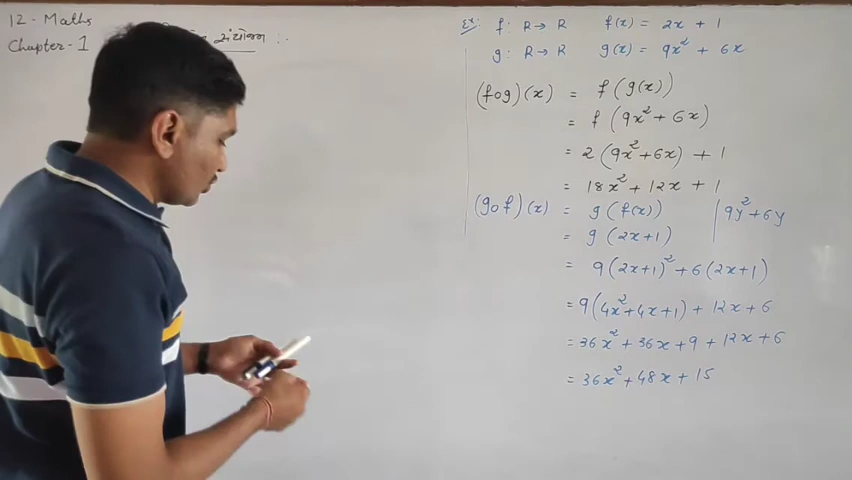 12 - Maths
Chapter - 1 संयोजन :-
Ex: f: R → R f(x) = 2x + 1
g: R → R g(x) = 9x² + 6x
(fog)(x) = f(g(x))
= f(9x² + 6x)
= 2(9x² + 6x) + 1
= 18x² + 12x + 1
(gof)(x) = g(f(x)) | 9y² + 6y
= g(2x+1)
= 9(2x+1)² + 6(2x+1)
= 9(4x² + 4x + 1) + 12x + 6
= 36x² + 36x + 9 + 12x + 6
= 36x² + 48x + 15